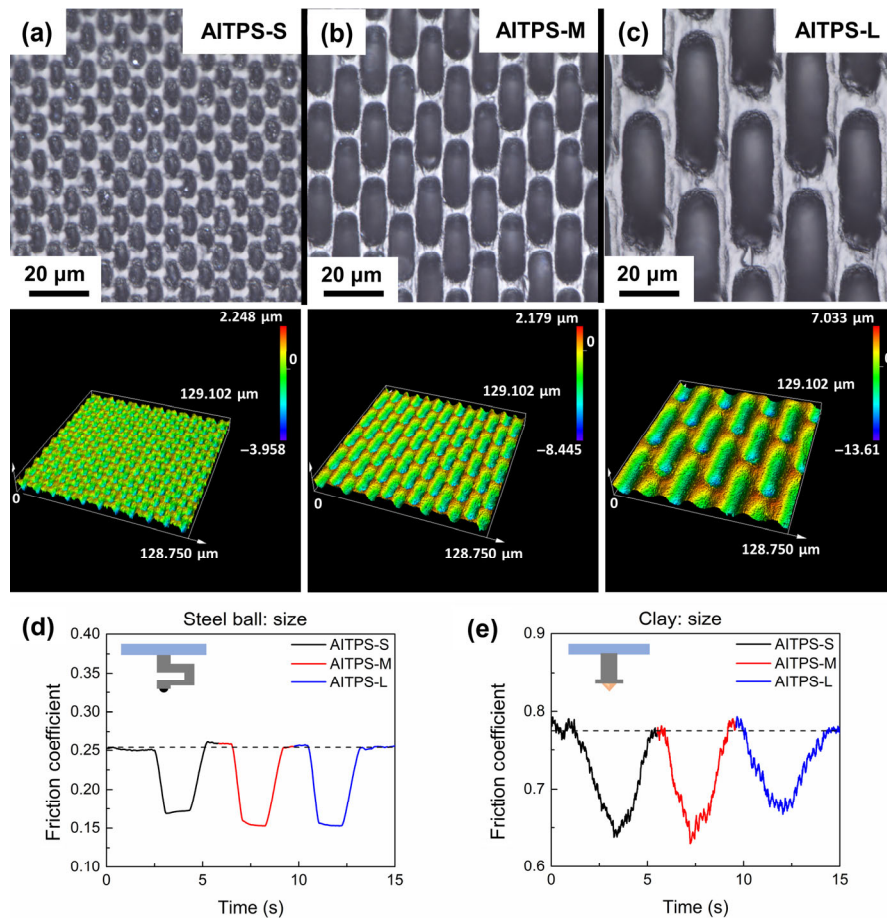 (a) AITPS-S
(b) AITPS-M
(c) AITPS-L
20 μm
20 μm
20 μm
2.248 μm
0
129.102 μm
−3.958
0
128.750 μm
2.179 μm
0
129.102 μm
−8.445
0
128.750 μm
7.033 μm
0
129.102 μm
−13.61
0
128.750 μm
(d)
Steel ball: size
0.40
0.35
0.30
0.25
0.20
0.15
0.10
Friction coefficient
AITPS-S
AITPS-M
AITPS-L
0 5 10 15
Time (s)
(e)
Clay: size
0.9
0.8
0.7
0.6
Friction coefficient
AITPS-S
AITPS-M
AITPS-L
0 5 10 15
Time (s)